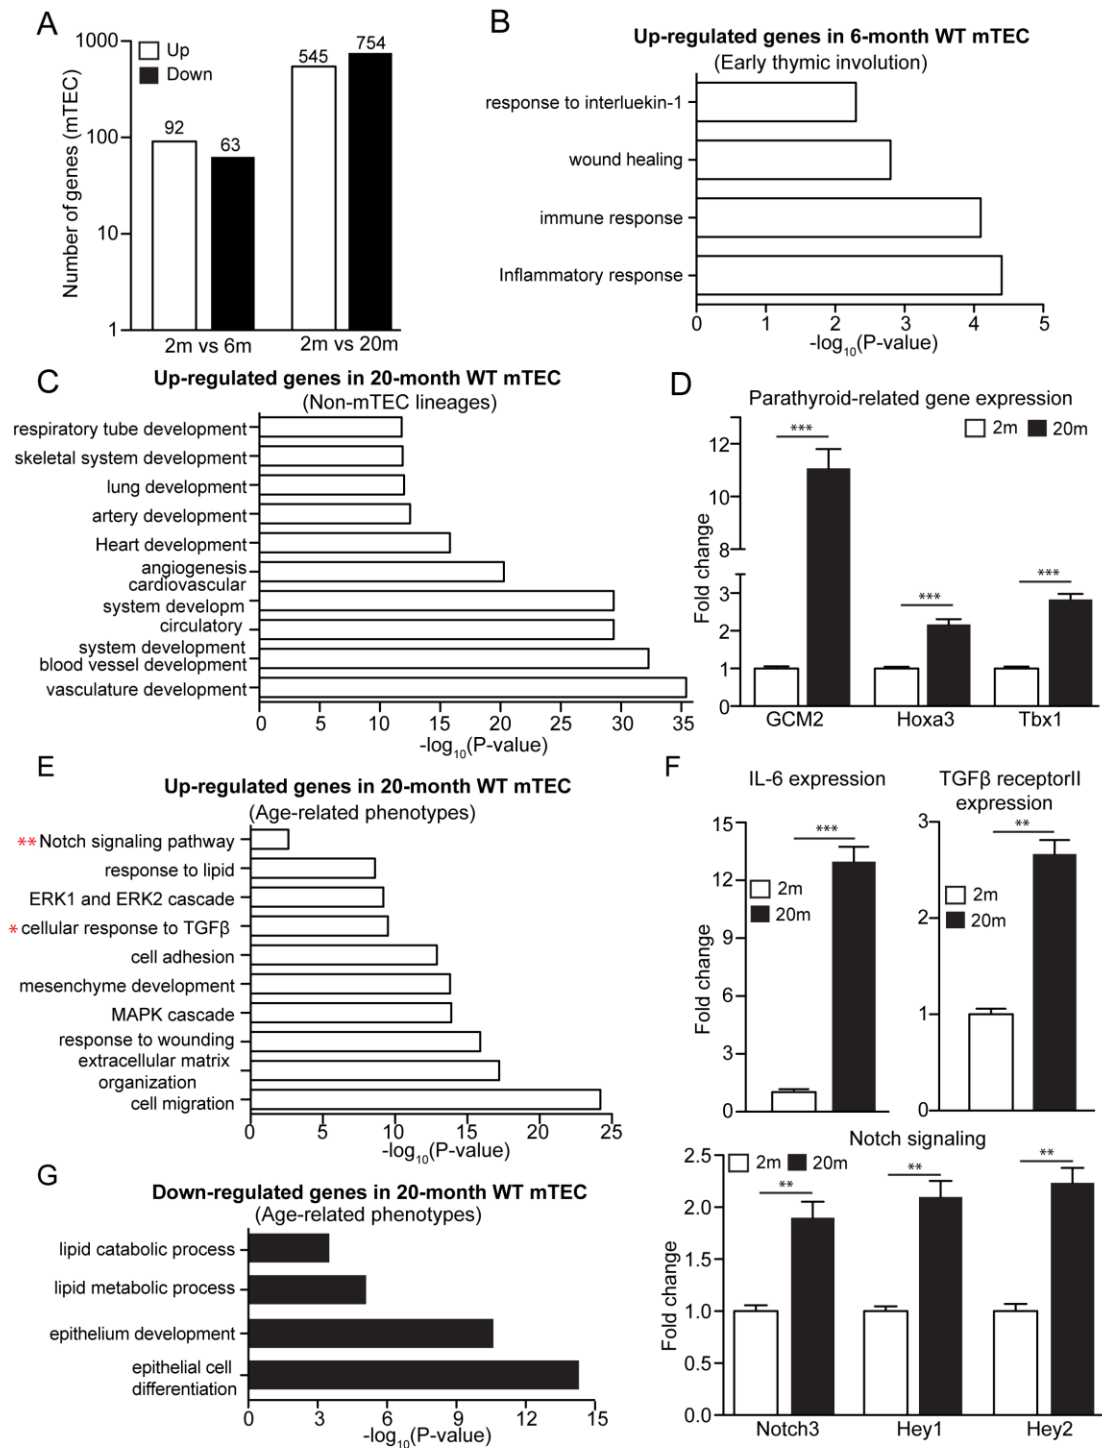 A
1000
100
10
1
Number of genes (mTEC)
Up
Down
92
63
545
754
2m vs 6m
2m vs 20m
B
Up-regulated genes in 6-month WT mTEC
(Early thymic involution)
response to interluekin-1
wound healing
immune response
Inflammatory response
0 1 2 3 4 5
-log10(P-value)
C
Up-regulated genes in 20-month WT mTEC
(Non-mTEC lineages)
respiratory tube development
skeletal system development
lung development
artery development
Heart development
angiogenesis
cardiovascular
system developm
circulatory
system development
blood vessel development
vasculature development
0 5 10 15 20 25 30 35
-log10(P-value)
D
Parathyroid-related gene expression
2m
20m
Fold change
12
10
8
3
2
1
0
***
***
***
GCM2
Hoxa3
Tbx1
E
Up-regulated genes in 20-month WT mTEC
(Age-related phenotypes)
** Notch signaling pathway
response to lipid
ERK1 and ERK2 cascade
* cellular response to TGFβ
cell adhesion
mesenchyme development
MAPK cascade
response to wounding
extracellular matrix
organization
cell migration
0 5 10 15 20 25
-log10(P-value)
F
IL-6 expression
15
12
9
6
3
0
Fold change
***
2m
20m
TGFβ receptorII
expression
3
2
1
0
**
2m
20m
Notch signaling
2m
20m
2.5
2.0
1.5
1.0
0.5
0.0
Fold change
**
**
**
Notch3
Hey1
Hey2
G
Down-regulated genes in 20-month WT mTEC
(Age-related phenotypes)
lipid catabolic process
lipid metabolic process
epithelium development
epithelial cell
differentiation
0 3 6 9 12 15
-log10(P-value)